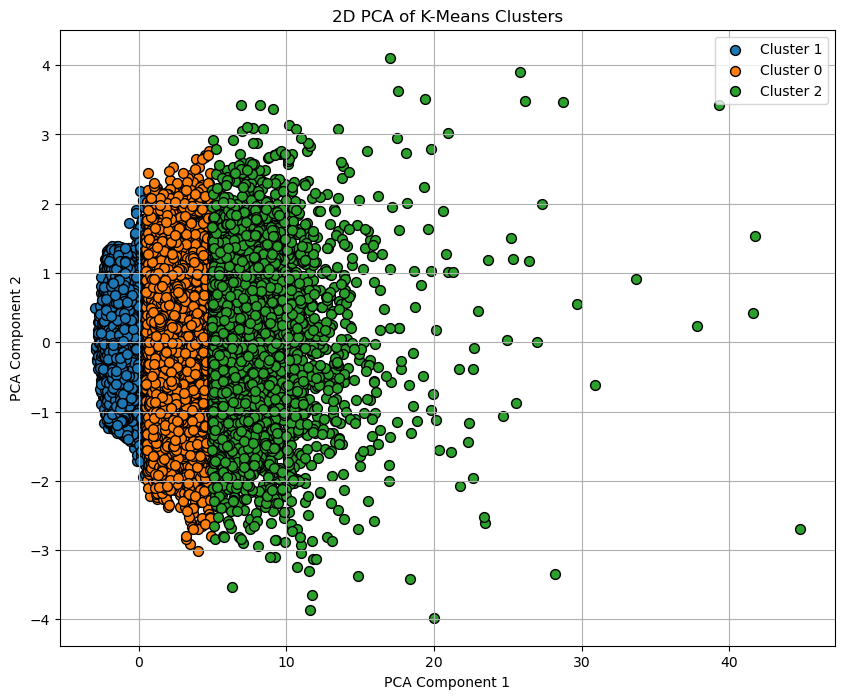 2D PCA of K-Means Clusters
Cluster 1
Cluster 0
Cluster 2
4
3
2
1
0
−1
−2
−3
−4
PCA Component 2
0 10 20 30 40
PCA Component 1